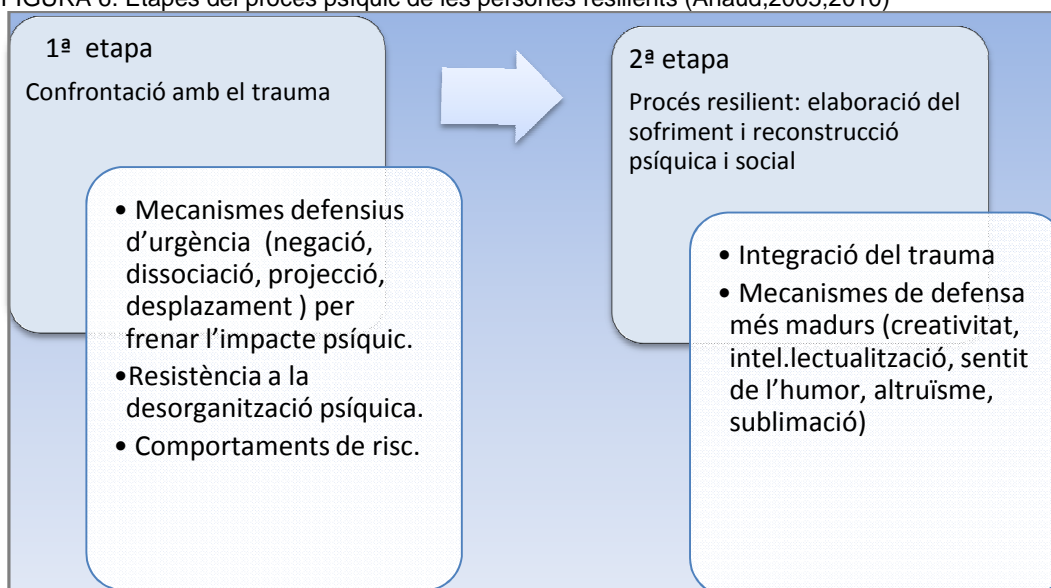 FIGURA 6. Etapes del procés psíquic de les persones resilients (Anaud,2005,2010)
1ª etapa
Confrontació amb el trauma
• Mecanismes defensius
d’urgència (negació,
dissociació, projecció,
desplazament ) per
frenar l’impacte psíquic.
•Resistència a la
desorganització psíquica.
• Comportaments de risc.
2ª etapa
Procés resilient: elaboració del
sofriment i reconstrucció
psíquica i social
• Integració del trauma
• Mecanismes de defensa
més madurs (creativitat,
intel.lectualització, sentit
de l’humor, altruïsme,
sublimació)